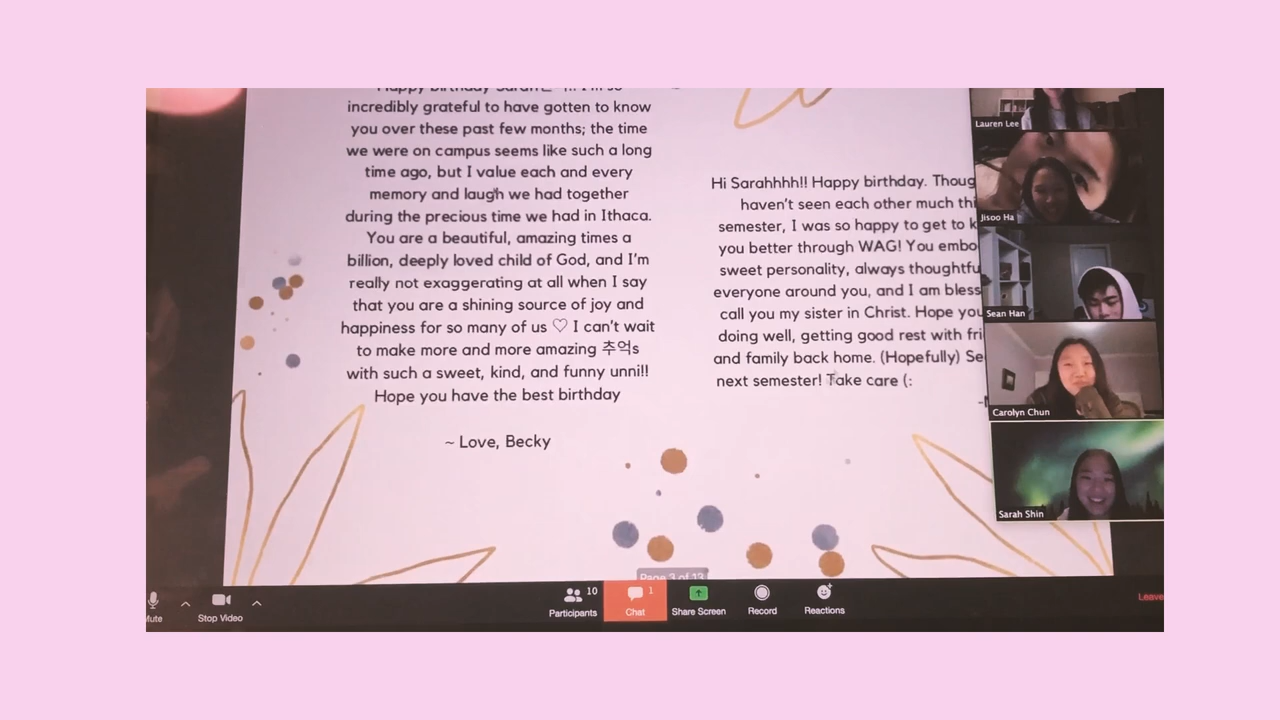 incredibly grateful to have gotten to know
you over these past few months; the time
we were on campus seems like such a long
time ago, but I value each and every
memory and laugh we had together
during the precious time we had in Ithaca.
You are a beautiful, amazing times a
billion, deeply loved child of God, and I'm
really not exaggerating at all when I say
that you are a shining source of joy and
happiness for so many of us ♡ I can't wait
to make more and more amazing 추억s
with such a sweet, kind, and funny unni!!
Hope you have the best birthday
~ Love, Becky
Hi Sarahhhh!! Happy birthday.
haven't seen each other much
semester, I was so happy to get to
you better through WAG! You
sweet personality, always
everyone around you, and I am
call you my sister in Christ. Hope
doing well, getting good rest with
and family back home. (Hopefully)
next semester! Take care (:
Lauren Lee
Jisoo Ha
Sean Han
Carolyn Chun
Sarah Shin
Page 3 of 13
Stop Video
Participants
10
Chat
1
Share Screen
Record
Reactions
Leave